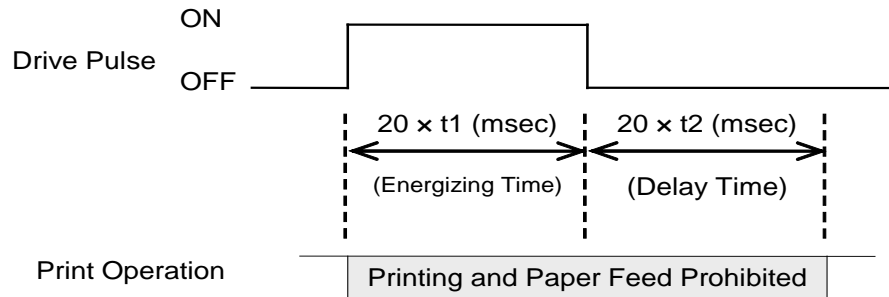 ON
Drive Pulse
OFF
20 × t1 (msec)
20 × t2 (msec)
(Energizing Time)
(Delay Time)
Print Operation
Printing and Paper Feed Prohibited